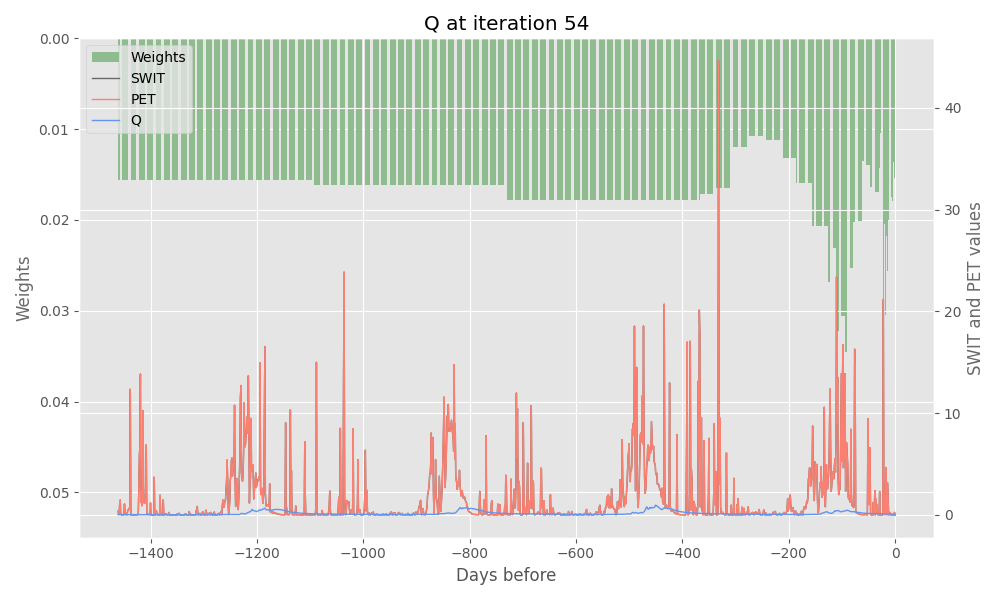 Q at iteration 54
Weights
SWIT
PET
Q
0.00
0.01
0.02
0.03
0.04
0.05
Weights
40
30
20
10
0
SWIT and PET values
−1400 −1200 −1000 −800 −600 −400 −200 0
Days before